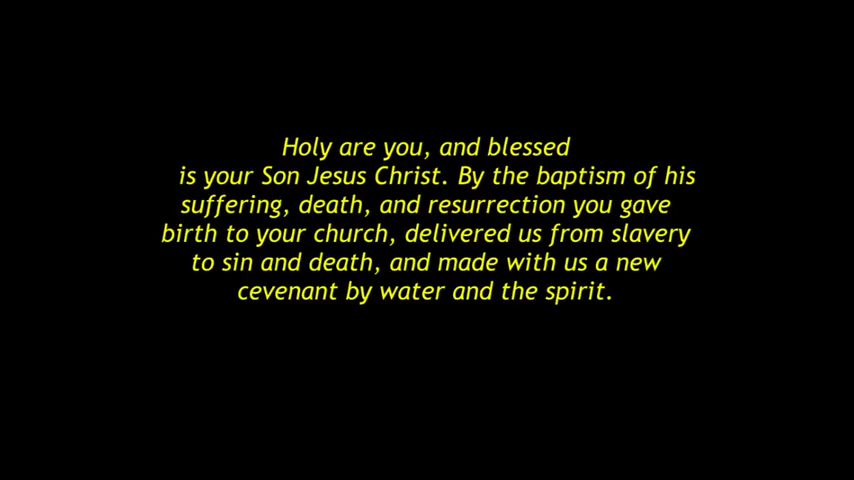 Holy are you, and blessed
is your Son Jesus Christ. By the baptism of his
suffering, death, and resurrection you gave
birth to your church, delivered us from slavery
to sin and death, and made with us a new
cevenant by water and the spirit.